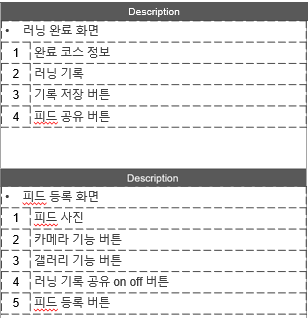 Description
• 러닝 완료 화면
1 완료 코스 정보
2 러닝 기록
3 기록 저장 버튼
4 피드 공유 버튼
Description
• 피드 등록 화면
1 피드 사진
2 카메라 기능 버튼
3 갤러리 기능 버튼
4 러닝 기록 공유 on off 버튼
5 피드 등록 버튼